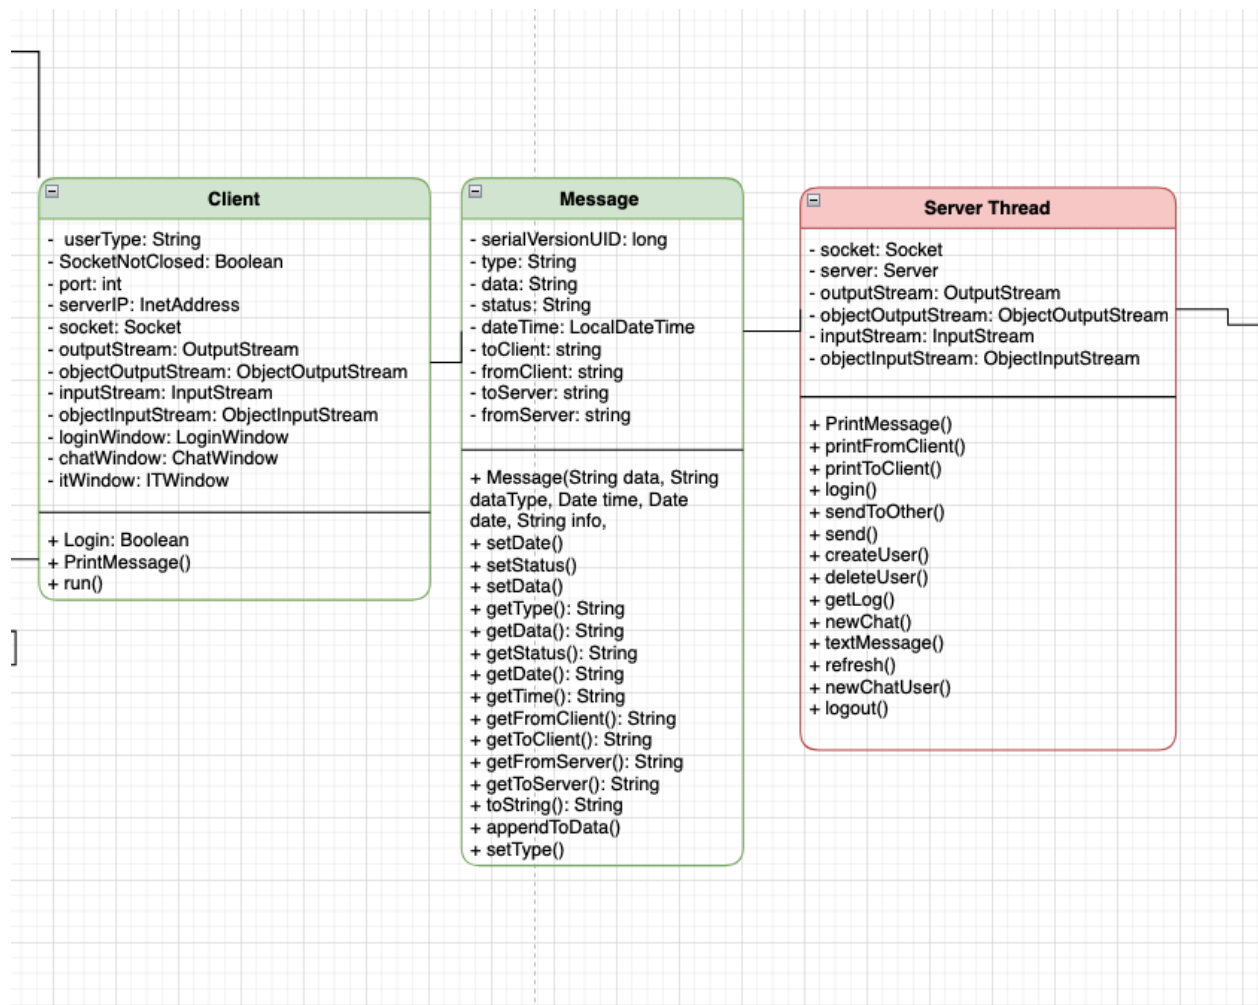 Client
- userType: String
- SocketNotClosed: Boolean
- port: int
- serverIP: InetAddress
- socket: Socket
- outputStream: OutputStream
- objectOutputStream: ObjectOutputStream
- inputStream: InputStream
- objectInputStream: ObjectInputStream
- loginWindow: LoginWindow
- chatWindow: ChatWindow
- itWindow: ITWindow
+ Login: Boolean
+ PrintMessage()
+ run()
Message
- serialVersionUID: long
- type: String
- data: String
- status: String
- dateTime: LocalDateTime
- toClient: string
- fromClient: string
- toServer: string
- fromServer: string
+ Message(String data, String
dataType, Date time, Date
date, String info,
+ setDate()
+ setStatus()
+ setData()
+ getType(): String
+ getData(): String
+ getStatus(): String
+ getDate(): String
+ getTime(): String
+ getFromClient(): String
+ getToClient(): String
+ getFromServer(): String
+ getToServer(): String
+ toString(): String
+ appendToData()
+ setType()
Server Thread
- socket: Socket
- server: Server
- outputStream: OutputStream
- objectOutputStream: ObjectOutputStream
- inputStream: InputStream
- objectInputStream: ObjectInputStream
+ PrintMessage()
+ printFromClient()
+ printToClient()
+ login()
+ sendToOther()
+ send()
+ createUser()
+ deleteUser()
+ getLog()
+ newChat()
+ textMessage()
+ refresh()
+ newChatUser()
+ logout()